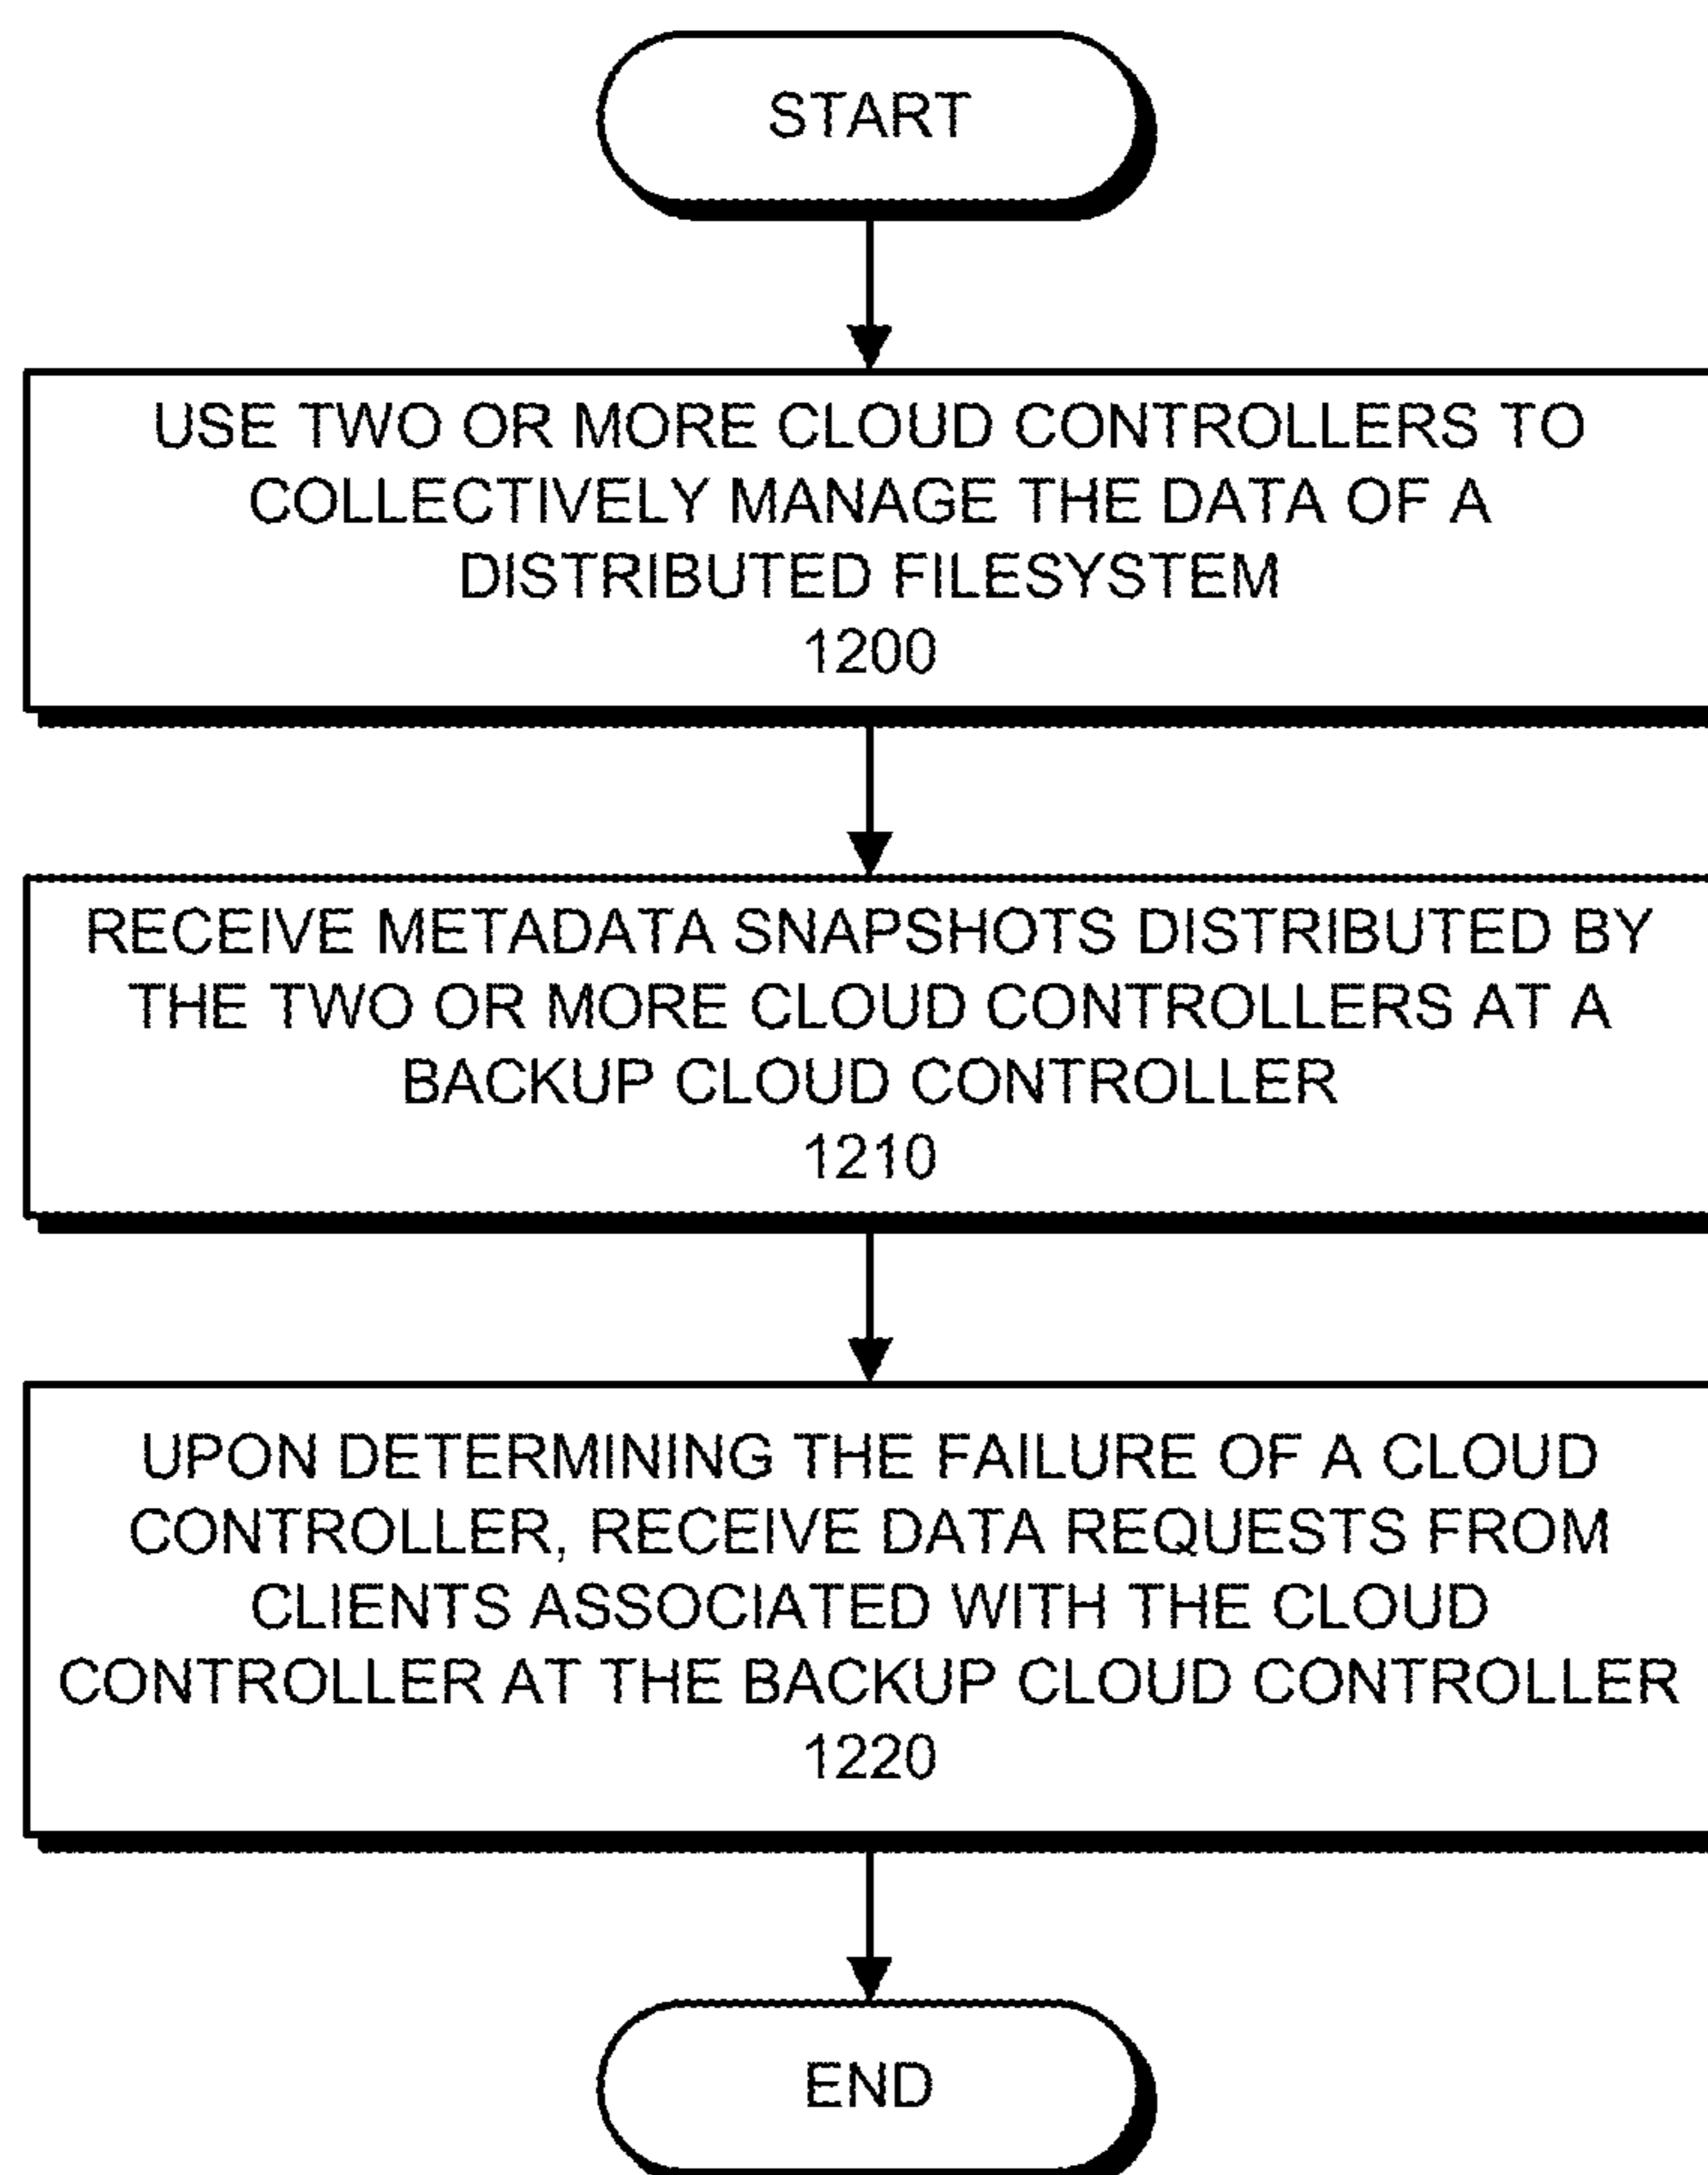 START
USE TWO OR MORE CLOUD CONTROLLERS TO
COLLECTIVELY MANAGE THE DATA OF A
DISTRIBUTED FILESYSTEM
1200
RECEIVE METADATA SNAPSHOTS DISTRIBUTED BY
THE TWO OR MORE CLOUD CONTROLLERS AT A
BACKUP CLOUD CONTROLLER
1210
UPON DETERMINING THE FAILURE OF A CLOUD
CONTROLLER, RECEIVE DATA REQUESTS FROM
CLIENTS ASSOCIATED WITH THE CLOUD
CONTROLLER AT THE BACKUP CLOUD CONTROLLER
1220
END